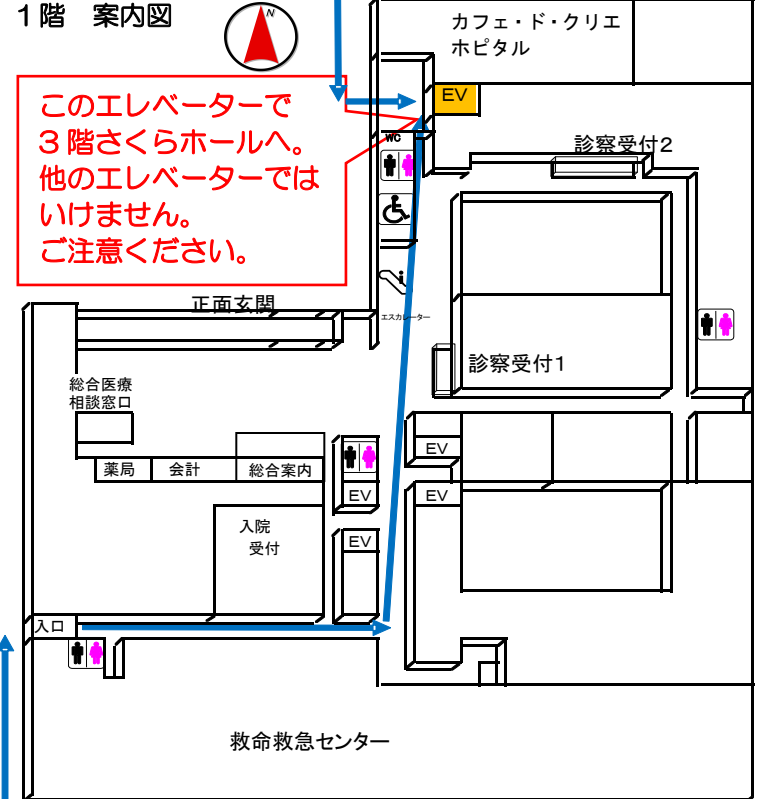 1階　案内図
N
カフェ・ド・クリエ
ホピタル
EV
このエレベーターで
3階さくらホールへ。
他のエレベーターでは
いけません。
ご注意ください。
WC
診察受付2
正面玄関
エスカレーター
診察受付1
総合医療
相談窓口
薬局
会計
総合案内
EV
EV
EV
EV
入院
受付
入口
救命救急センター